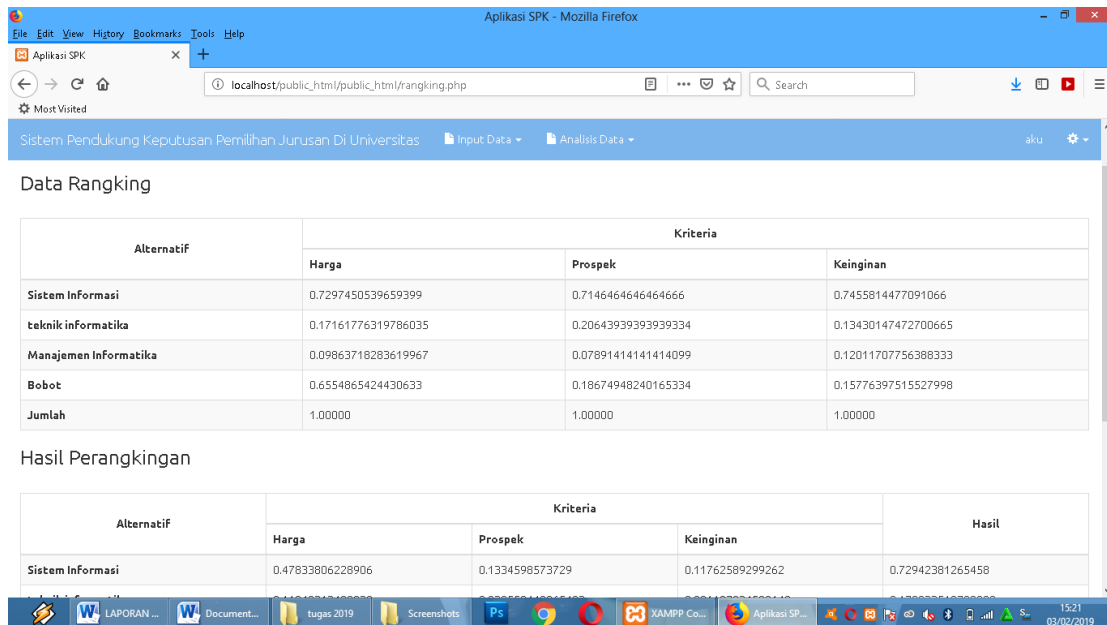 Aplikasi SPK - Mozilla Firefox
File Edit View History Bookmarks Tools Help
Aplikasi SPK
localhost/public_html/public_html/rangking.php
Search
Most Visited
Sistem Pendukung Keputusan Pemilihan Jurusan Di Universitas Input Data Analisis Data aku
Data Rangking
Alternatif Kriteria
Harga Prospek Keinginan
Sistem Informasi 0.7297450539659399 0.7146464646464666 0.7455814477091066
teknik informatika 0.17161776319786035 0.20643939393939334 0.13430147472700665
Manajemen Informatika 0.09863718283619967 0.07891414141414099 0.12011707756388333
Bobot 0.6554865424430633 0.18674948240165334 0.15776397515527998
Jumlah 1.00000 1.00000 1.00000
Hasil Perangkingan
Alternatif Kriteria Hasil
Harga Prospek Keinginan
Sistem Informasi 0.47833806228906 0.1334598573729 0.11762589299262 0.72942381265458
LAPORAN ... Document... tugas 2019 Screenshots Ps XAMPP Co... Aplikasi SP... S... 15:21
03/02/2019